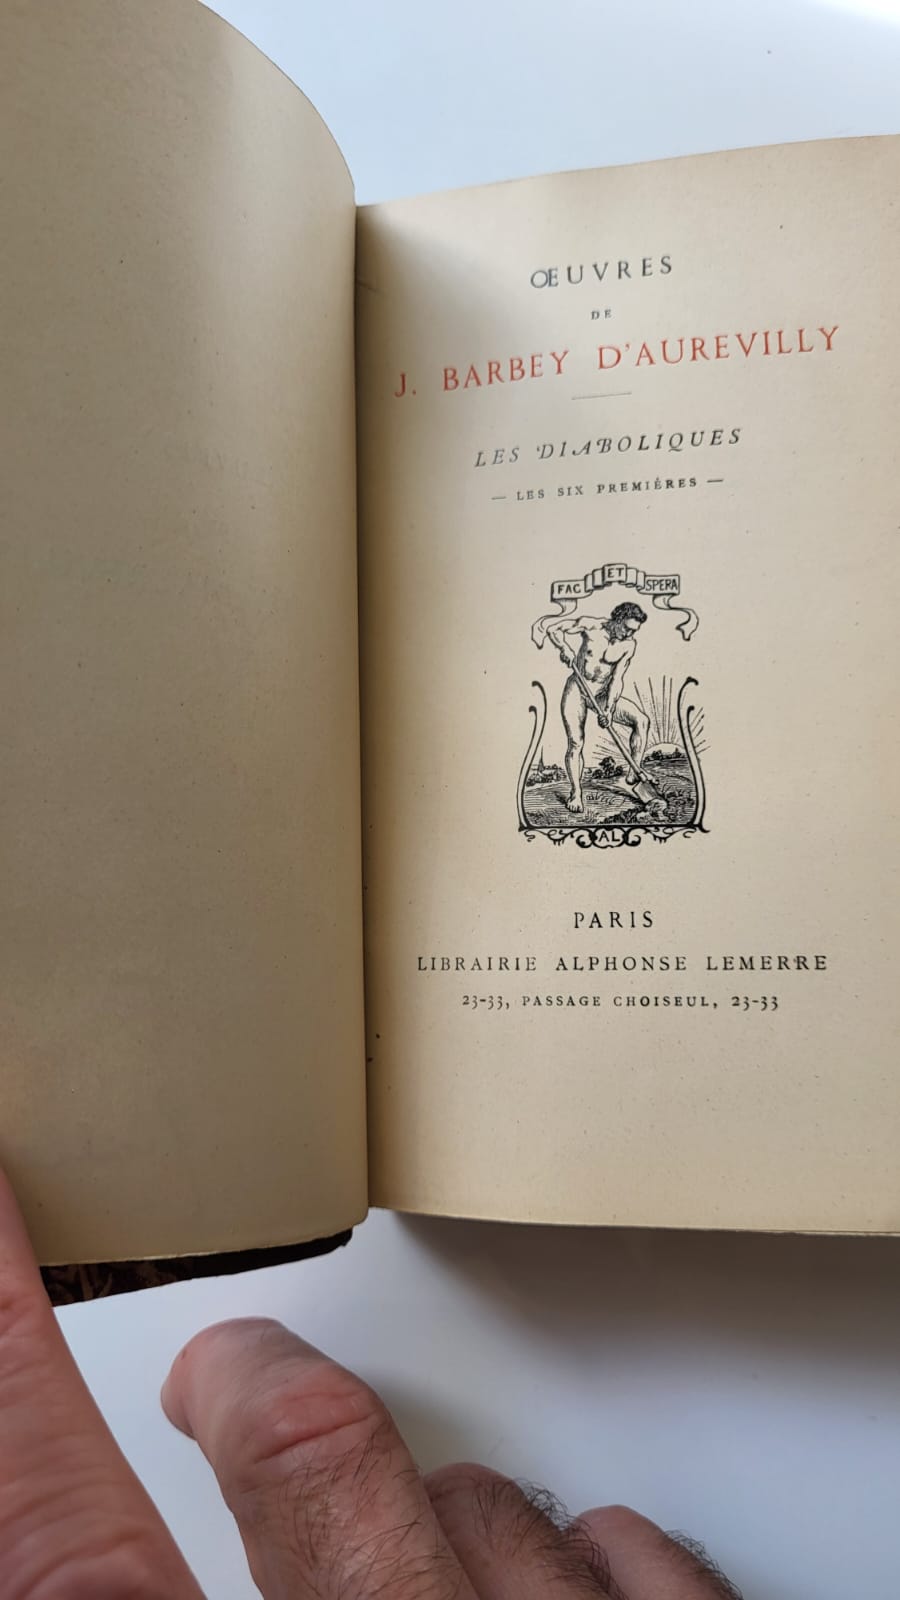 ŒUVRES
DE
J. BARBEY D'AUREVILLY
LES DIABOLIQUES
— LES SIX PREMIÈRES —
FAC ET SPERA
AL
PARIS
LIBRAIRIE ALPHONSE LEMERRE
23-33, PASSAGE CHOISEUL, 23-33